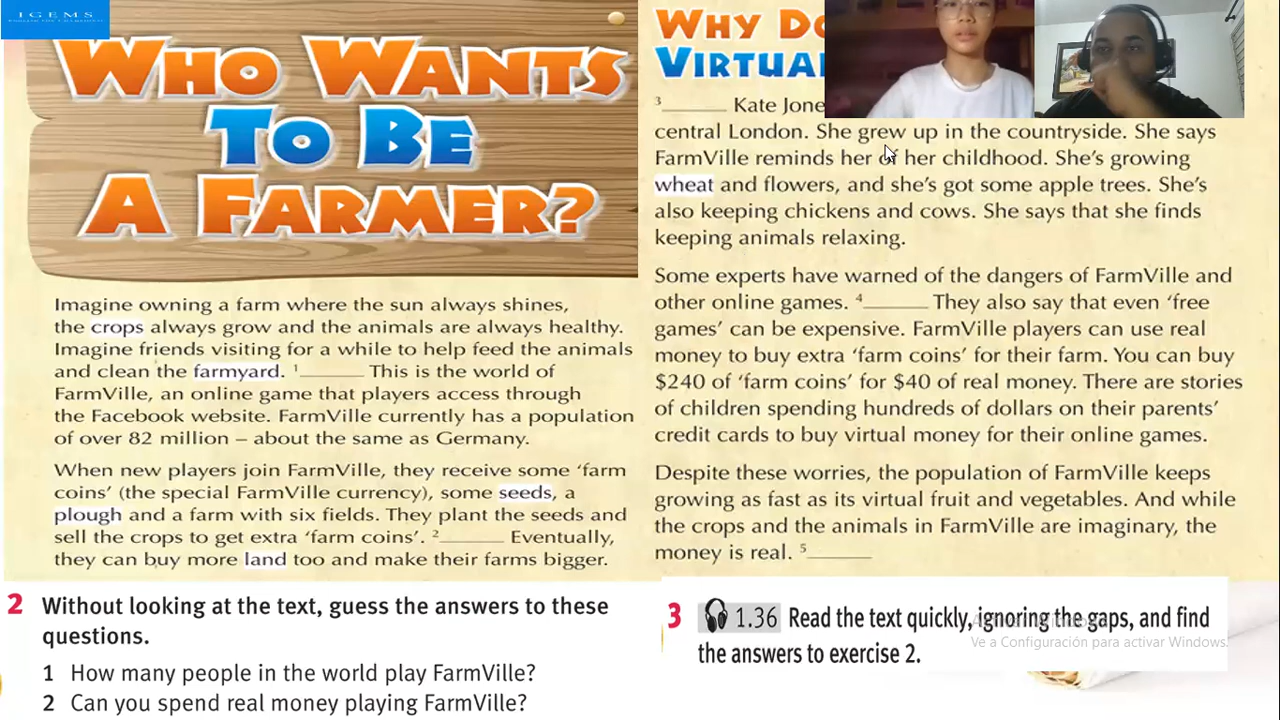 IGEMS
WHO WANTS
TO BE
A FARMER?
Imagine owning a farm where the sun always shines,
the crops always grow and the animals are always healthy.
Imagine friends visiting for a while to help feed the animals
and clean the farmyard. ¹______ This is the world of
FarmVille, an online game that players access through
the Facebook website. FarmVille currently has a population
of over 82 million – about the same as Germany.
When new players join FarmVille, they receive some ‘farm
coins’ (the special FarmVille currency), some seeds, a
plough and a farm with six fields. They plant the seeds and
sell the crops to get extra ‘farm coins’. ²______ Eventually,
they can buy more land too and make their farms bigger.
2 Without looking at the text, guess the answers to these
questions.
1 How many people in the world play FarmVille?
2 Can you spend real money playing FarmVille?
WHY DO
VIRTUA
³______ Kate Jone
central London. She grew up in the countryside. She says
FarmVille reminds her of her childhood. She’s growing
wheat and flowers, and she’s got some apple trees. She’s
also keeping chickens and cows. She says that she finds
keeping animals relaxing.
Some experts have warned of the dangers of FarmVille and
other online games. ⁴______ They also say that even ‘free
games’ can be expensive. FarmVille players can use real
money to buy extra ‘farm coins’ for their farm. You can buy
$240 of ‘farm coins’ for $40 of real money. There are stories
of children spending hundreds of dollars on their parents’
credit cards to buy virtual money for their online games.
Despite these worries, the population of FarmVille keeps
growing as fast as its virtual fruit and vegetables. And while
the crops and the animals in FarmVille are imaginary, the
money is real. ⁵______
3 1.36 Read the text quickly, ignoring the gaps, and find
the answers to exercise 2.
Ve a Configuración para activar Windows.